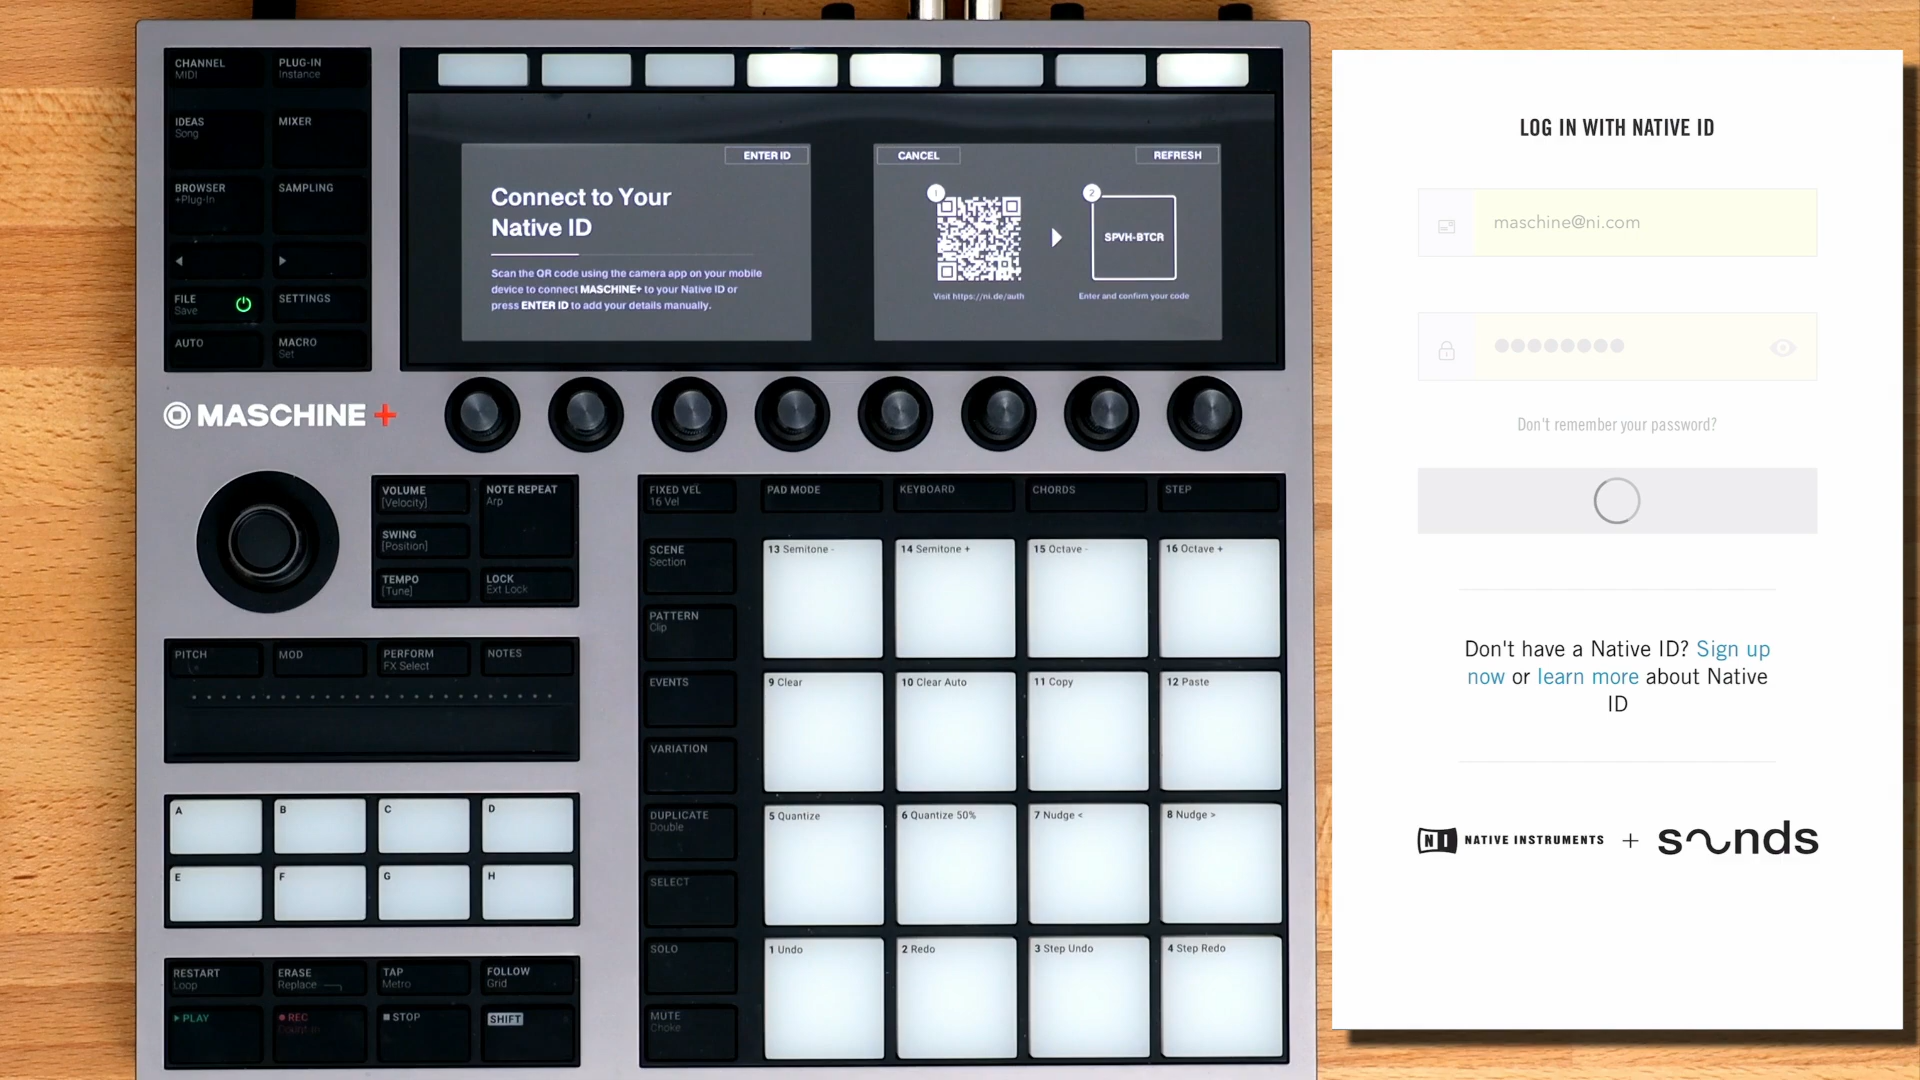 CHANNEL
MIDI
PLUG-IN
Instance
IDEAS
Song
MIXER
BROWSER
+Plug-In
SAMPLING
FILE
Save
SETTINGS
AUTO
MACRO
Set
MASCHINE+
ENTER ID
Connect to Your
Native ID
Scan the QR code using the camera app on your mobile
device to connect MASCHINE+ to your Native ID or
press ENTER ID to add your details manually.
CANCEL
REFRESH
1
2
SPVH-BTCR
Visit https://ni.de/auth
Enter and confirm your code
VOLUME
[Velocity]
NOTE REPEAT
Arp
SWING
[Position]
TEMPO
[Tune]
LOCK
Ext Lock
PITCH
MOD
PERFORM
FX Select
NOTES
A
B
C
D
E
F
G
H
RESTART
Loop
ERASE
Replace
TAP
Metro
FOLLOW
Grid
PLAY
REC
Count In
STOP
SHIFT
FIXED VEL
16 Vel
PAD MODE
KEYBOARD
CHORDS
STEP
SCENE
Section
PATTERN
Clip
EVENTS
VARIATION
DUPLICATE
Double
SELECT
SOLO
MUTE
Choke
13 Semitone -
14 Semitone +
15 Octave -
16 Octave +
9 Clear
10 Clear Auto
11 Copy
12 Paste
5 Quantize
6 Quantize 50%
7 Nudge <
8 Nudge >
1 Undo
2 Redo
3 Step Undo
4 Step Redo
LOG IN WITH NATIVE ID
maschine@ni.com
Don't remember your password?
Don't have a Native ID? Sign up
now or learn more about Native
ID
NI NATIVE INSTRUMENTS + sounds